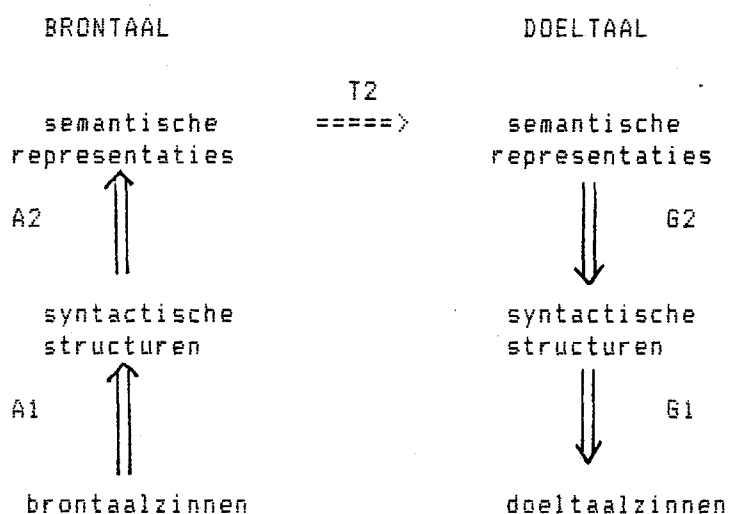 BRONTAAL DOELTAAL
T2
semantische =====> semantische
representaties representaties
A2 G2
syntactische syntactische
structuren structuren
A1 G1
brontaalzinnen doeltaalzinnen